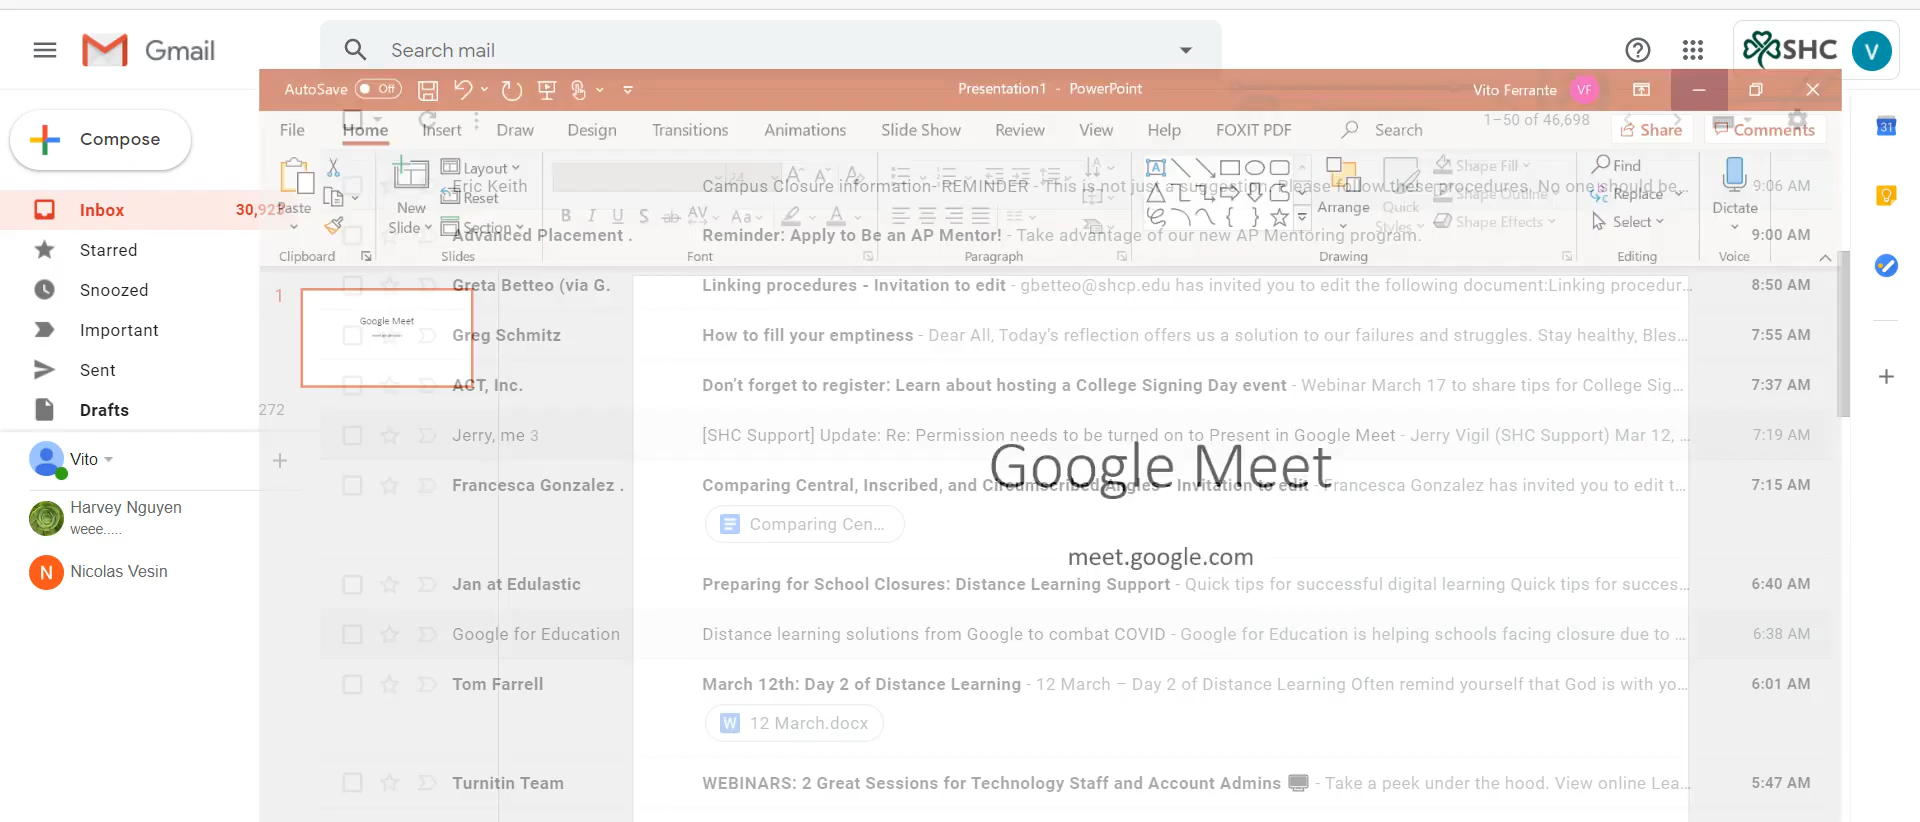 Gmail
Search mail
SHC
V
AutoSave Off
Presentation1 - PowerPoint
Vito Ferrante VF
File Home Insert Draw Design Transitions Animations Slide Show Review View Help FOXIT PDF Search
1–50 of 46,698
Share Comments
Compose
Inbox 30,923
Starred
Snoozed
Important
Sent
Drafts 272
Vito
Harvey Nguyen
weee.....
N Nicolas Vesin
Paste
Clipboard
New
Slide
Layout
Reset
Section
Slides
24
B I U S ab AV Aa A
Font
Paragraph
Arrange
Quick
Styles
Shape Fill
Shape Outline
Shape Effects
Drawing
Find
Replace
Select
Editing
Dictate
Voice
31
Eric Keith Campus Closure information- REMINDER - This is not just a suggestion. Please follow these procedures. No one should be... 9:06 AM
Advanced Placement . Reminder: Apply to Be an AP Mentor! - Take advantage of our new AP Mentoring program. 9:00 AM
Greta Betteo (via G. Linking procedures - Invitation to edit - gbetteo@shcp.edu has invited you to edit the following document:Linking procedur... 8:50 AM
1
Google Meet
Greg Schmitz How to fill your emptiness - Dear All, Today's reflection offers us a solution to our failures and struggles. Stay healthy, Bles... 7:55 AM
ACT, Inc. Don't forget to register: Learn about hosting a College Signing Day event - Webinar March 17 to share tips for College Sig... 7:37 AM
Jerry, me 3 [SHC Support] Update: Re: Permission needs to be turned on to Present in Google Meet - Jerry Vigil (SHC Support) Mar 12, ... 7:19 AM
Google Meet
Francesca Gonzalez . Comparing Central, Inscribed, and Circumscribed Angles - Invitation to edit - Francesca Gonzalez has invited you to edit t... 7:15 AM
Comparing Cen...
meet.google.com
Jan at Edulastic Preparing for School Closures: Distance Learning Support - Quick tips for successful digital learning Quick tips for succes... 6:40 AM
Google for Education Distance learning solutions from Google to combat COVID - Google for Education is helping schools facing closure due to ... 6:38 AM
Tom Farrell March 12th: Day 2 of Distance Learning - 12 March – Day 2 of Distance Learning Often remind yourself that God is with yo... 6:01 AM
W 12 March.docx
Turnitin Team WEBINARS: 2 Great Sessions for Technology Staff and Account Admins - Take a peek under the hood. View online Lea... 5:47 AM